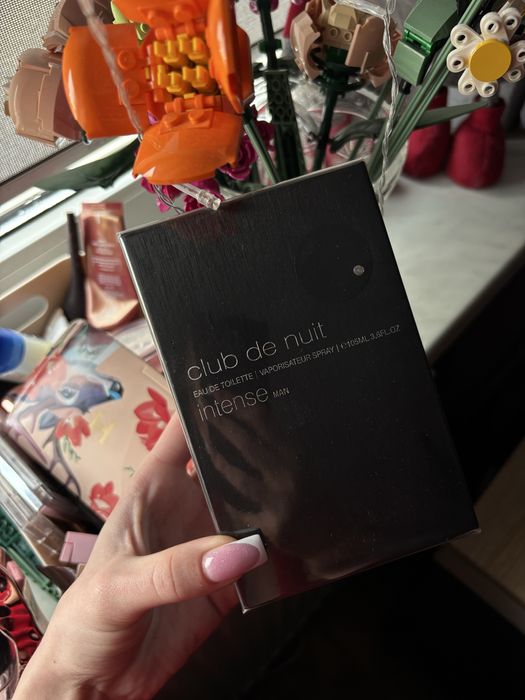 club de nuit
EAU DE TOILETTE | VAPORISATEUR SPRAY | ℮105ML 3.6FL.OZ
intense MAN